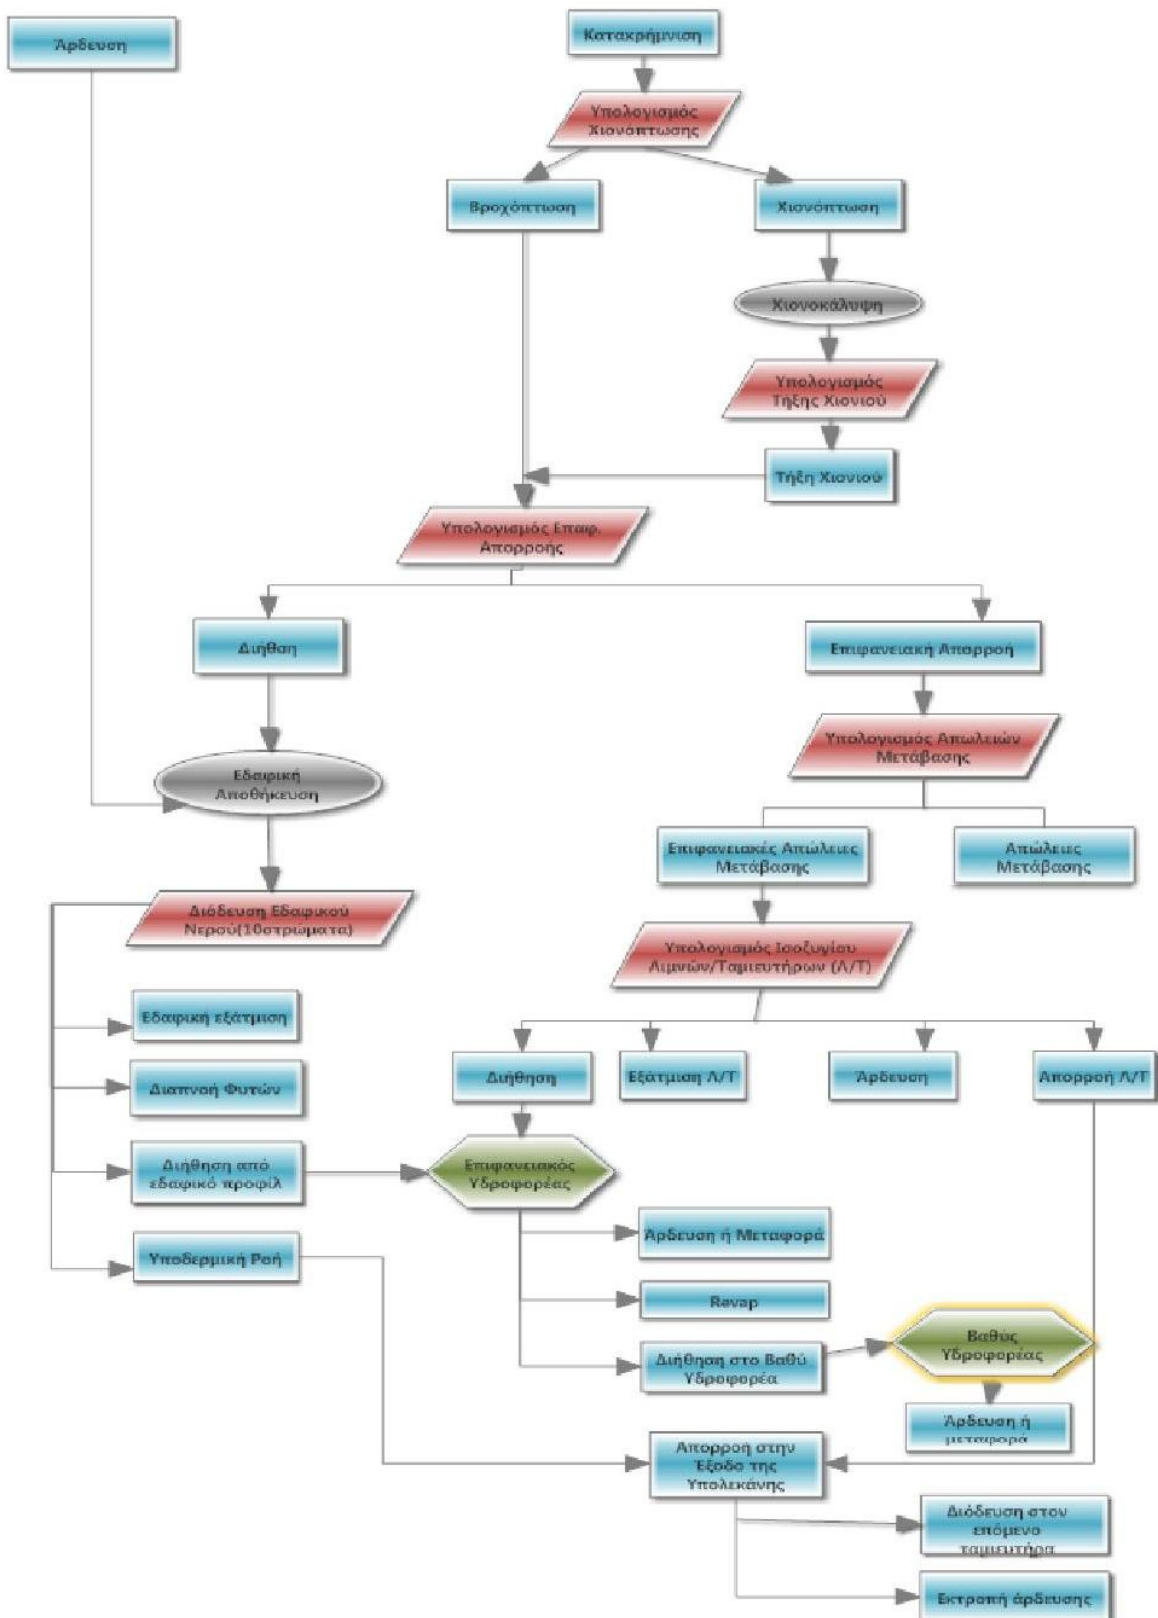 Άρδευση
Κατακρήμνιση
Υπολογισμός
Χιονόπτωσης
Βροχόπτωση
Χιονόπτωση
Χιονοκάλυψη
Υπολογισμός
Τήξης Χιονιού
Τήξη Χιονιού
Υπολογισμός Επιφ.
Απορροής
Διήθση
Επιφανειακή Απορροή
Υπολογισμός Απωλειών
Μετάβασης
Εδαφική
Αποθήκευση
Επιφανειακές Απώλειες
Μετάβασης
Απώλειες
Μετάβασης
Διόδευση Εδαφικού
Νερού(10στρώματα)
Υπολογισμός Ισοζυγίου
Λιμνών/Ταμιευτήρων (Λ/Τ)
Εδαφική εξάτμιση
Διήθηση
Εξάτμιση Λ/Τ
Άρδευση
Απορροή Λ/Τ
Διαπνοή Φυτών
Διήθηση από
εδαφικό προφίλ
Επιφανειακός
Υδροφορέας
Υποδερμική Ροή
Άρδευση ή Μεταφορά
Revap
Βαθύς
Υδροφορέας
Διήθηση στο Βαθύ
Υδροφορέα
Άρδευση ή
μεταφορά
Απορροή στην
Έξοδο της
Υπολεκάνης
Διόδευση στον
επόμενο
ταμιευτήρα
Εκτροπή άρδευσης